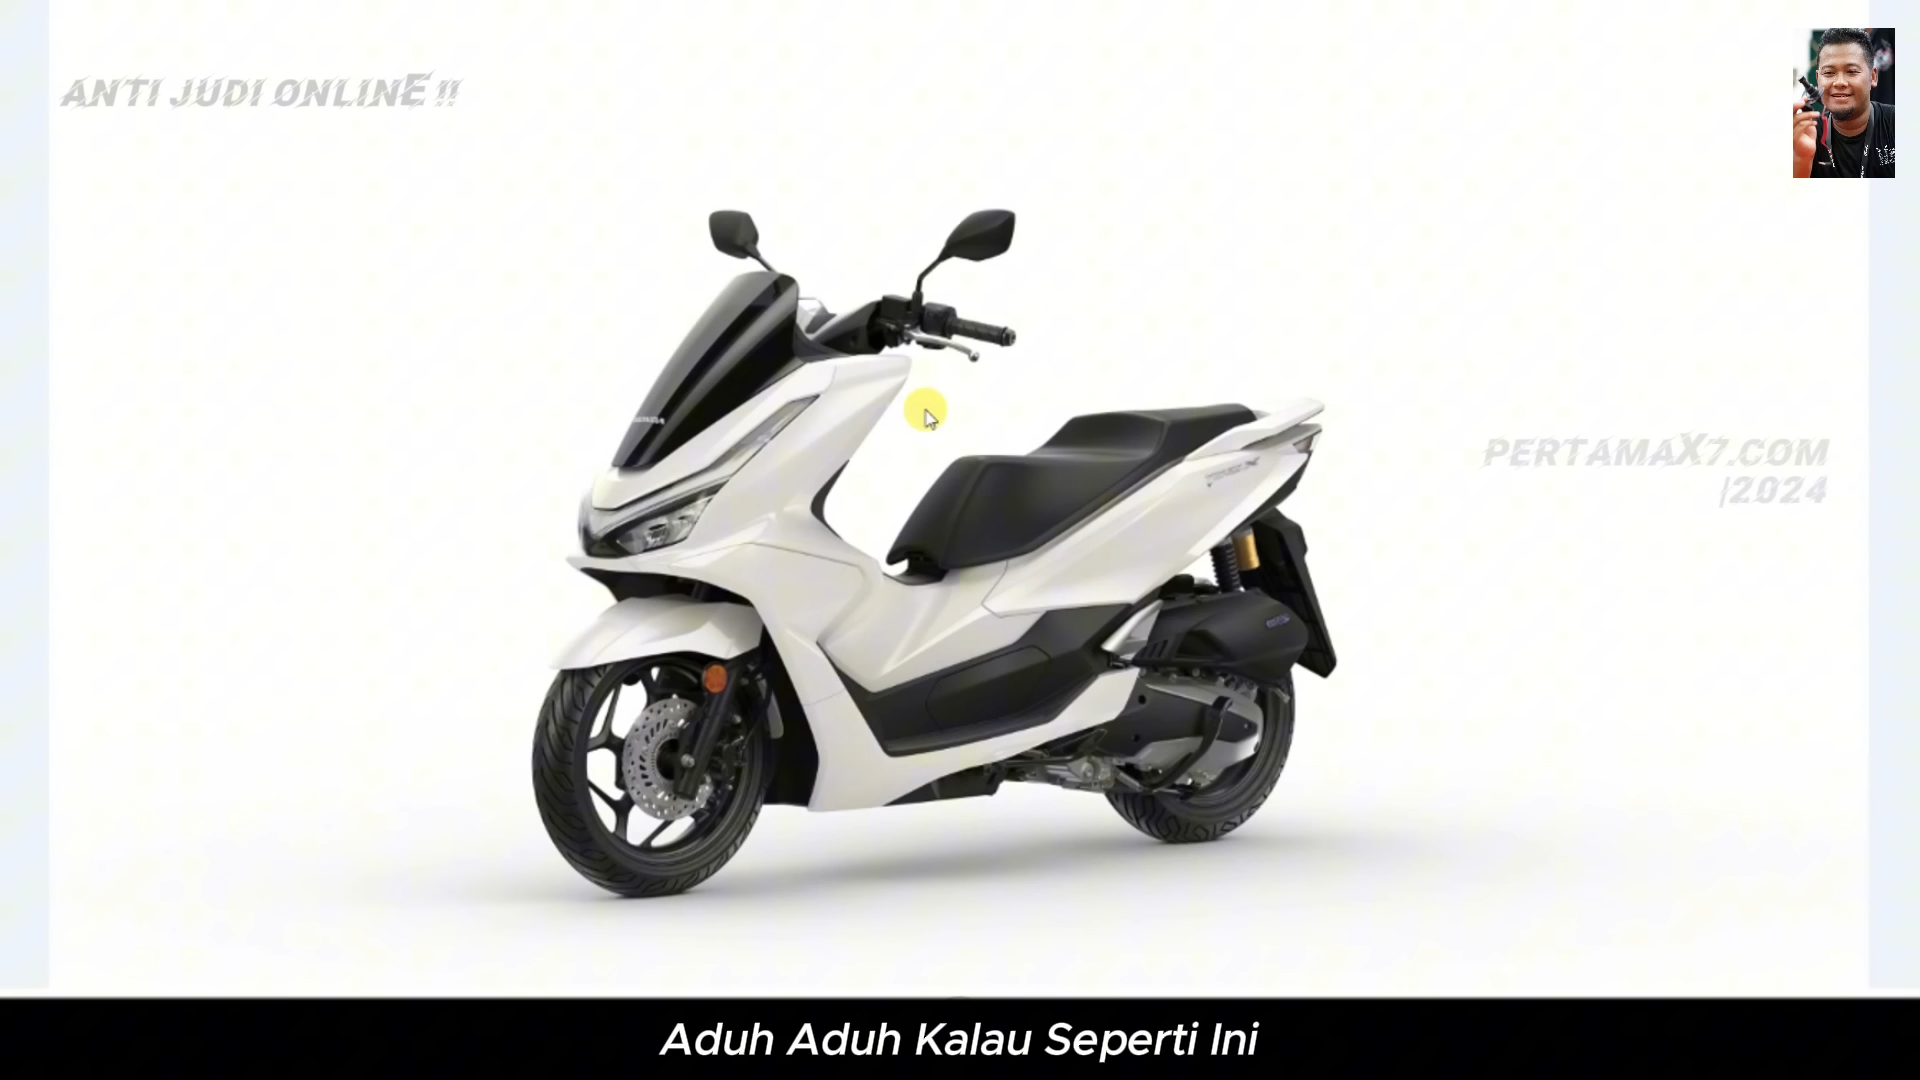 ANTI JUDI ONLINE !!
PERTAMAX7.COM
|2024
Aduh Aduh Kalau Seperti Ini